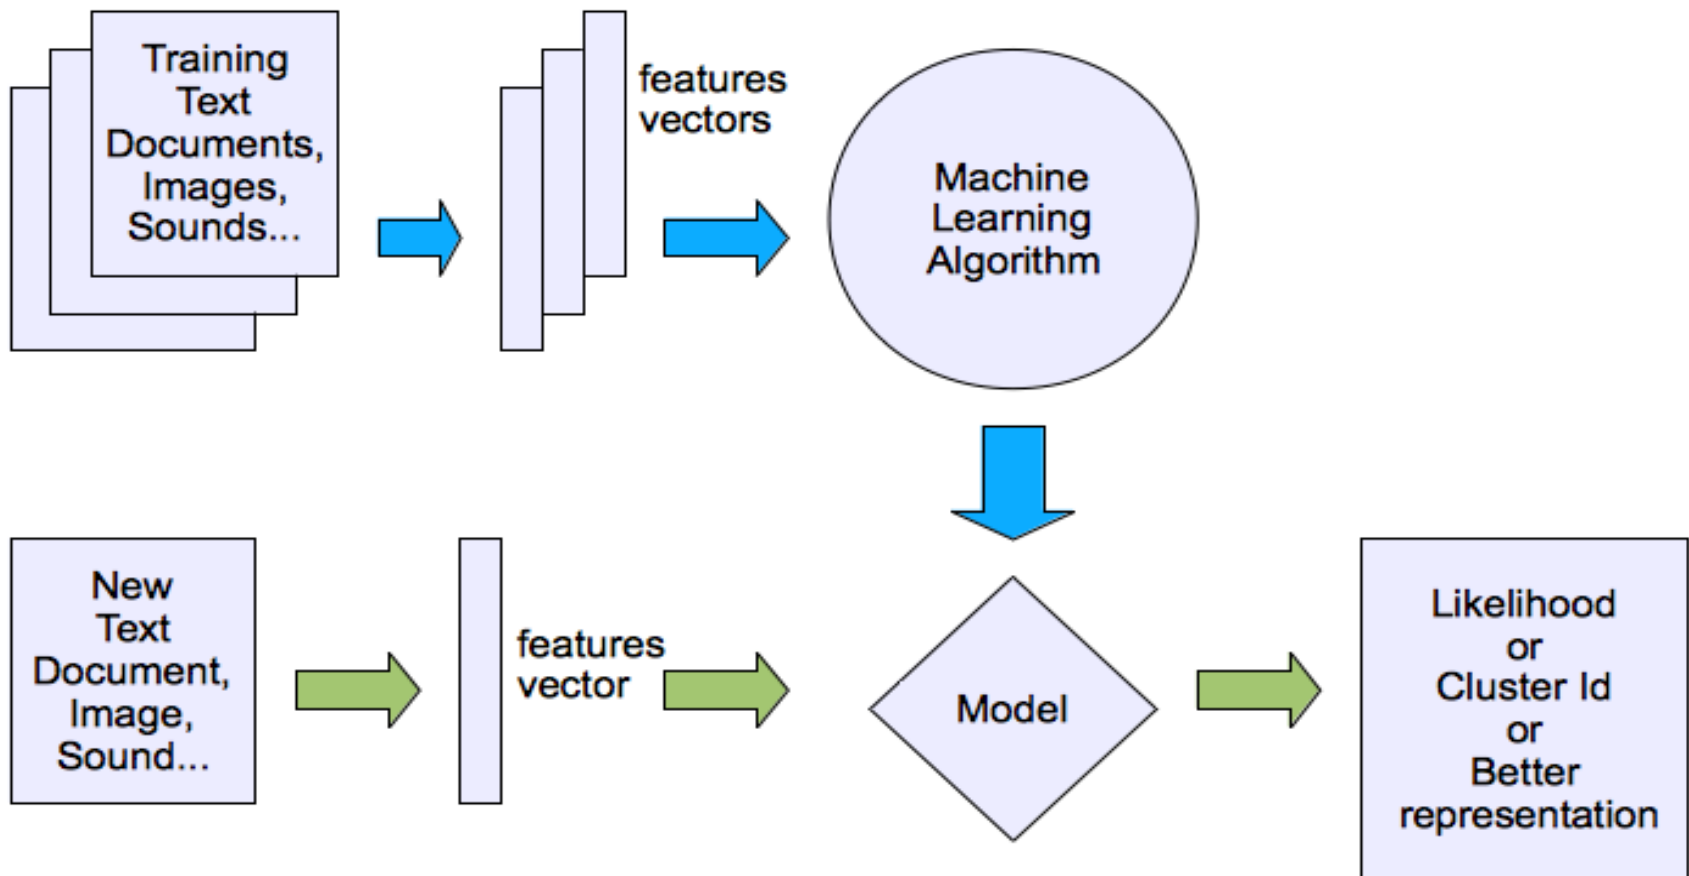 Training
Text
Documents,
Images,
Sounds...
features
vectors
Machine
Learning
Algorithm
New
Text
Document,
Image,
Sound...
features
vector
Model
Likelihood
or
Cluster Id
or
Better
representation